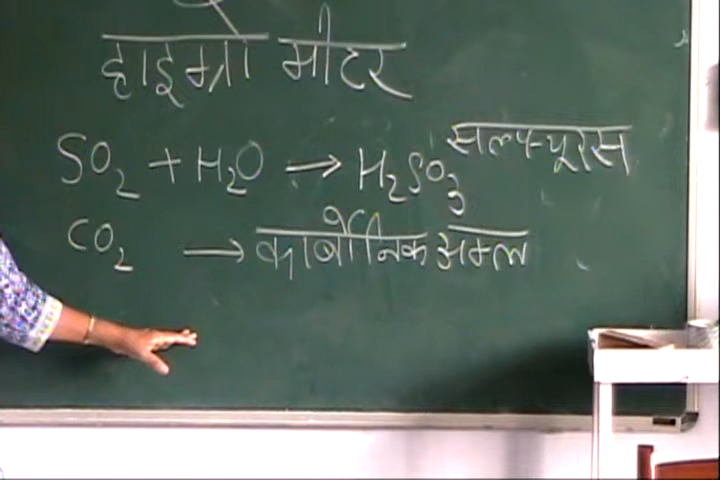 हाइग्रो मीटर
SO₂ + H₂O → H₂SO₃ सल्फ्यूरस
CO₂ → कार्बोनिक अम्ल